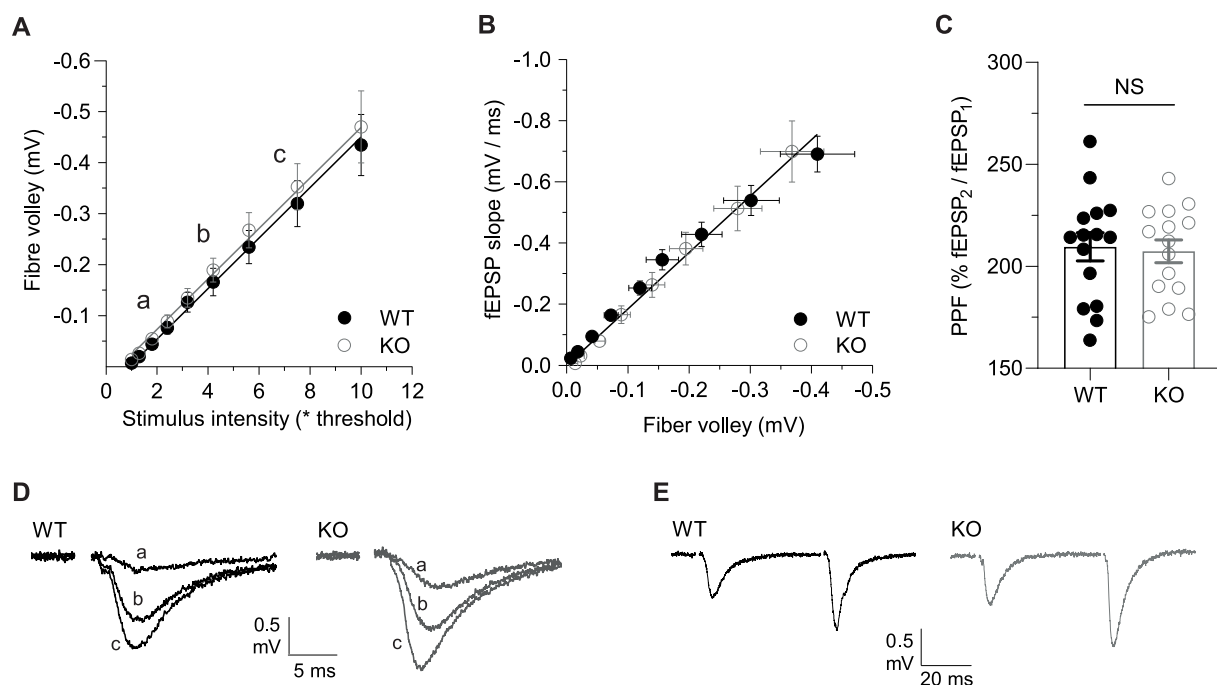 A
Fibre volley (mV)
-0.6
-0.5
-0.4
-0.3
-0.2
-0.1
a
b
c
WT
KO
0 2 4 6 8 10 12
Stimulus intensity (* threshold)
B
fEPSP slope (mV / ms)
-1.0
-0.8
-0.6
-0.4
-0.2
0.0
WT
KO
0.0 -0.1 -0.2 -0.3 -0.4 -0.5
Fiber volley (mV)
C
PPF (% fEPSP2 / fEPSP1)
300
250
200
150
NS
WT KO
D
WT
a
b
c
0.5
mV
5 ms
KO
a
b
c
E
WT
KO
0.5
mV
20 ms